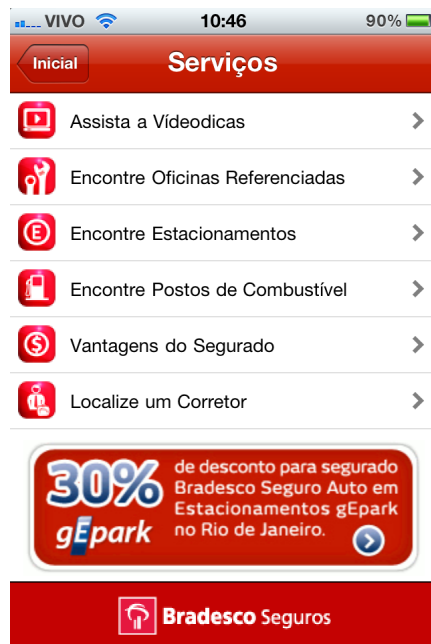 VIVO 10:46 90%
Inicial Serviços
Assista a Vídeodicas
Encontre Oficinas Referenciadas
E Encontre Estacionamentos
Encontre Postos de Combustível
$ Vantagens do Segurado
Localize um Corretor
30%
gEpark
de desconto para segurado
Bradesco Seguro Auto em
Estacionamentos gEpark
no Rio de Janeiro.
Bradesco Seguros